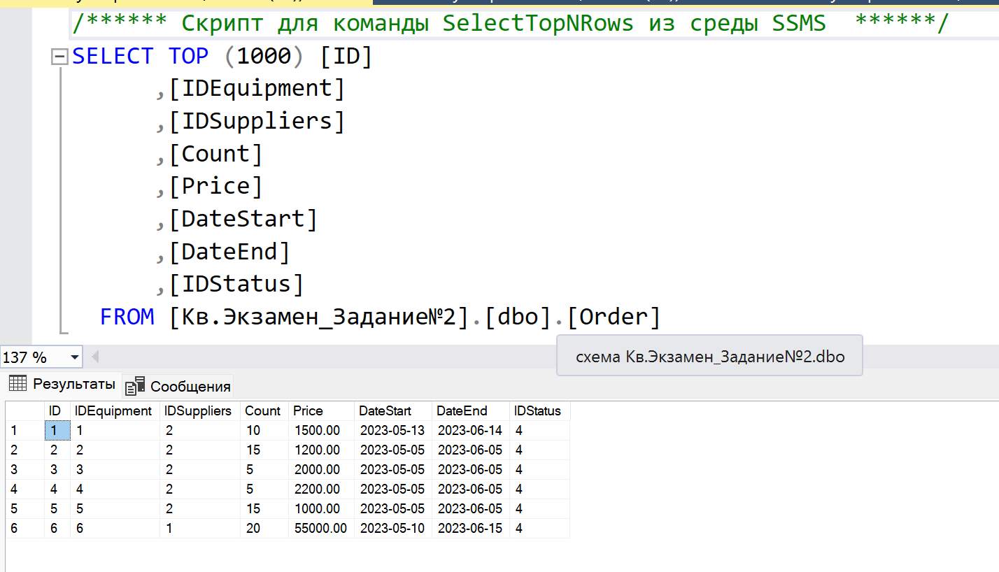 /****** Скрипт для команды SelectTopNRows из среды SSMS  ******/
SELECT TOP (1000) [ID]
,[IDEquipment]
,[IDSuppliers]
,[Count]
,[Price]
,[DateStart]
,[DateEnd]
,[IDStatus]
FROM [Кв.Экзамен_Задание№2].[dbo].[Order]
схема Кв.Экзамен_Задание№2.dbo
137 %
Результаты Сообщения
ID IDEquipment IDSuppliers Count Price DateStart DateEnd IDStatus
1 1 1 2 10 1500.00 2023-05-13 2023-06-14 4
2 2 2 2 15 1200.00 2023-05-05 2023-06-05 4
3 3 3 2 5 2000.00 2023-05-05 2023-06-05 4
4 4 4 2 5 2200.00 2023-05-05 2023-06-05 4
5 5 5 2 15 1000.00 2023-05-05 2023-06-05 4
6 6 6 1 20 55000.00 2023-05-10 2023-06-15 4